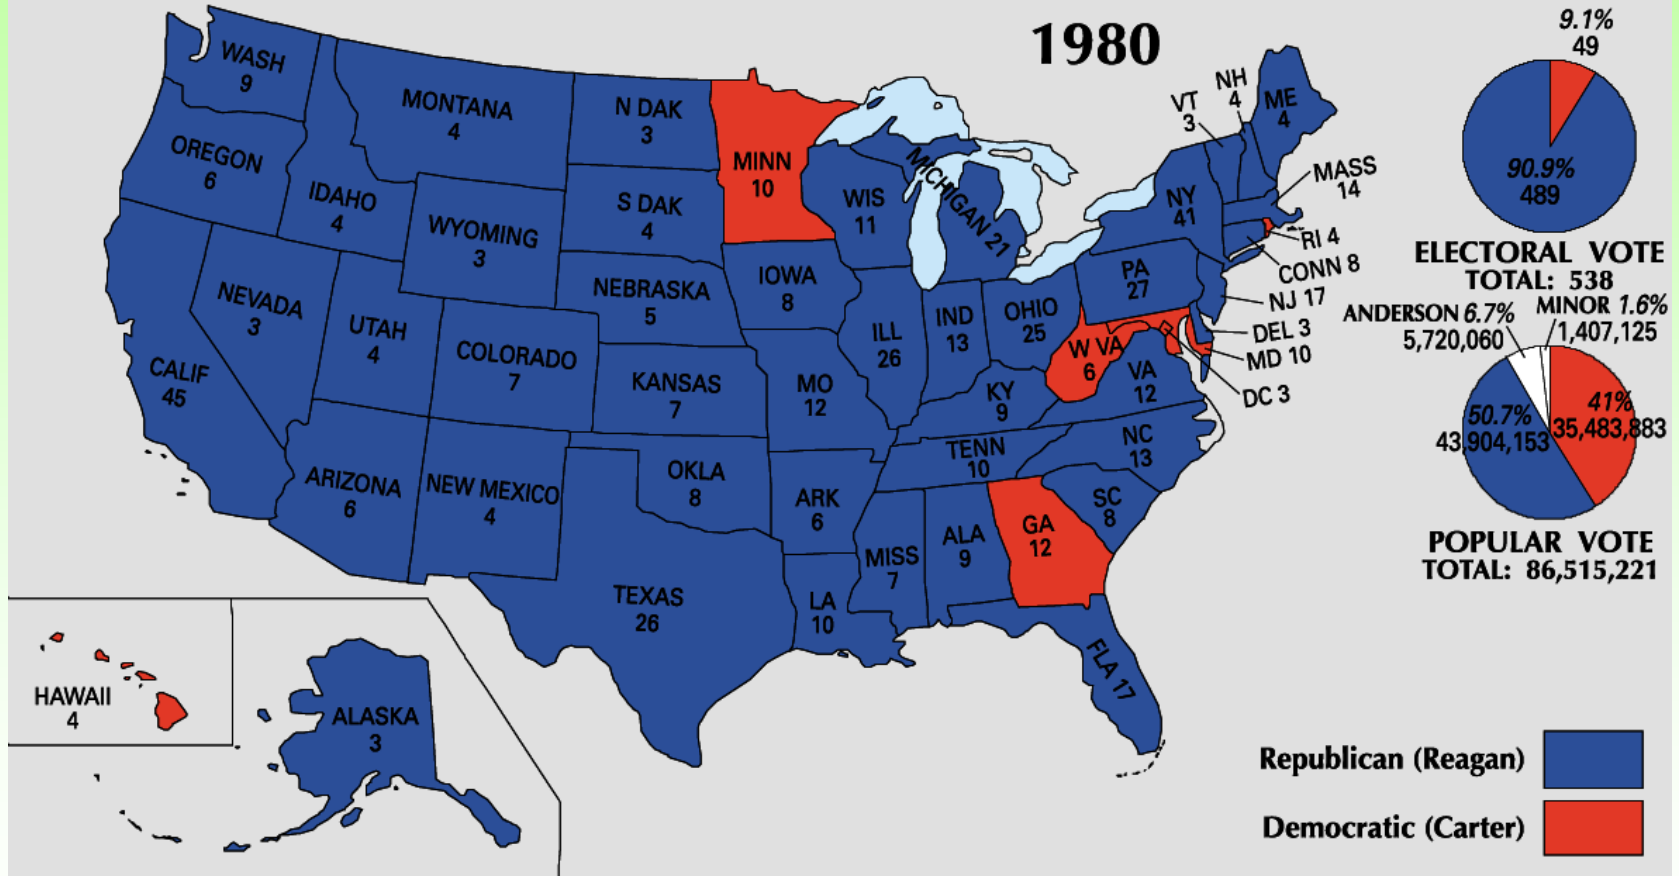 1980
WASH
9
OREGON
6
CALIF
45
NEVADA
3
IDAHO
4
MONTANA
4
WYOMING
3
UTAH
4
COLORADO
7
ARIZONA
6
NEW MEXICO
4
N DAK
3
S DAK
4
NEBRASKA
5
KANSAS
7
OKLA
8
TEXAS
26
MINN
10
IOWA
8
MO
12
ARK
6
LA
10
WIS
11
ILL
26
MICHIGAN 21
IND
13
OHIO
25
KY
9
TENN
10
MISS
7
ALA
9
GA
12
FLA 17
SC
8
NC
13
VA
12
W VA
6
PA
27
NY
41
VT
3
NH
4
ME
4
MASS
14
RI 4
CONN 8
NJ 17
DEL 3
MD 10
DC 3
HAWAII
4
ALASKA
3
9.1%
49
90.9%
489
ELECTORAL VOTE
TOTAL: 538
ANDERSON 6.7%
5,720,060
MINOR 1.6%
1,407,125
50.7%
43,904,153
41%
35,483,883
POPULAR VOTE
TOTAL: 86,515,221
Republican (Reagan)
Democratic (Carter)